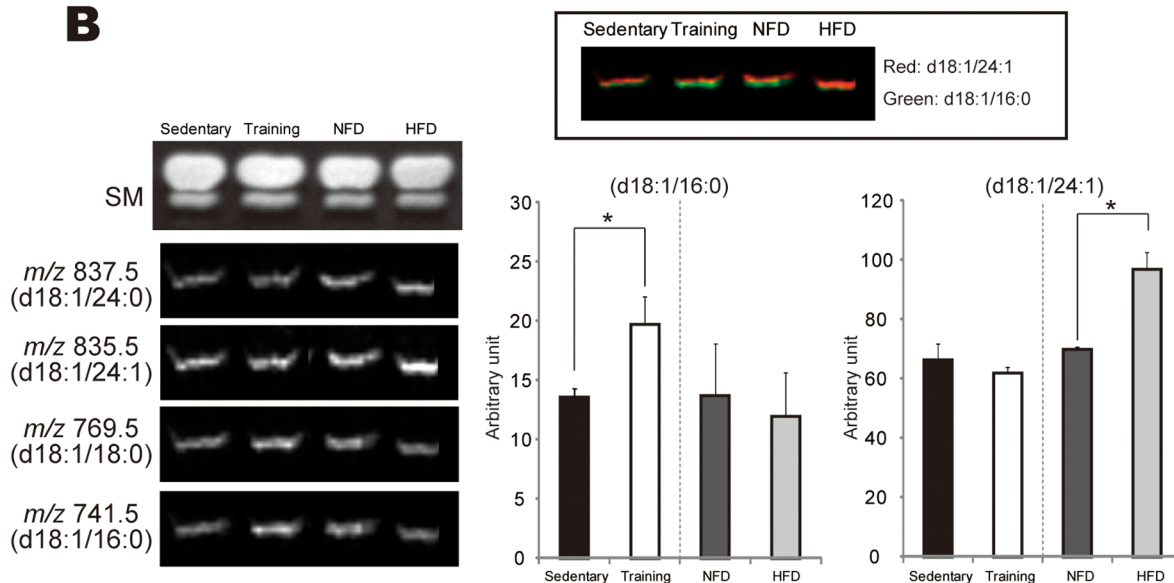 B
Sedentary Training NFD HFD
Red: d18:1/24:1
Green: d18:1/16:0
Sedentary Training NFD HFD
SM
m/z 837.5
(d18:1/24:0)
m/z 835.5
(d18:1/24:1)
m/z 769.5
(d18:1/18:0)
m/z 741.5
(d18:1/16:0)
(d18:1/16:0)
Arbitrary unit
30
25
20
15
10
5
0
*
Sedentary Training NFD HFD
(d18:1/24:1)
Arbitrary unit
120
100
80
60
40
20
0
*
Sedentary Training NFD HFD